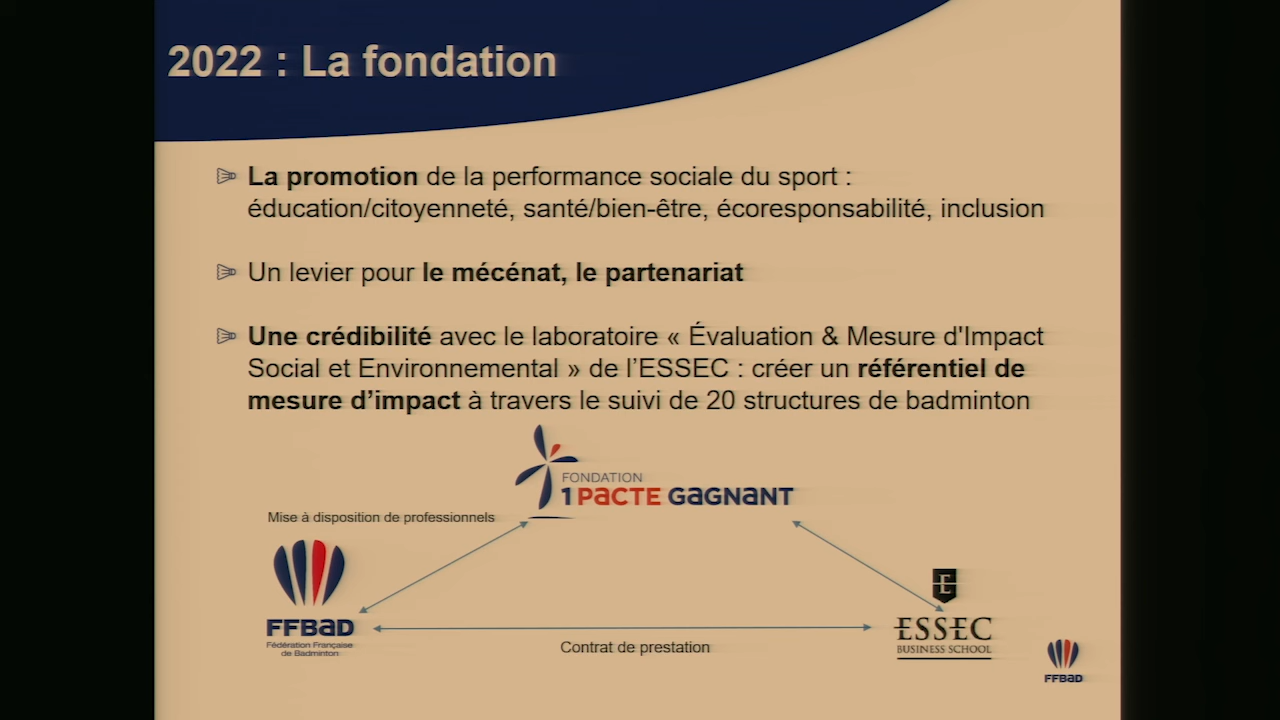 2022 : La fondation
La promotion de la performance sociale du sport :
éducation/citoyenneté, santé/bien-être, écoresponsabilité, inclusion
Un levier pour le mécénat, le partenariat
Une crédibilité avec le laboratoire « Évaluation & Mesure d'Impact
Social et Environnemental » de l’ESSEC : créer un référentiel de
mesure d’impact à travers le suivi de 20 structures de badminton
FONDATION
1 PACTE GAGNANT
Mise à disposition de professionnels
FFBaD
Fédération Française
de Badminton
Contrat de prestation
E
ESSEC
BUSINESS SCHOOL
FFBaD